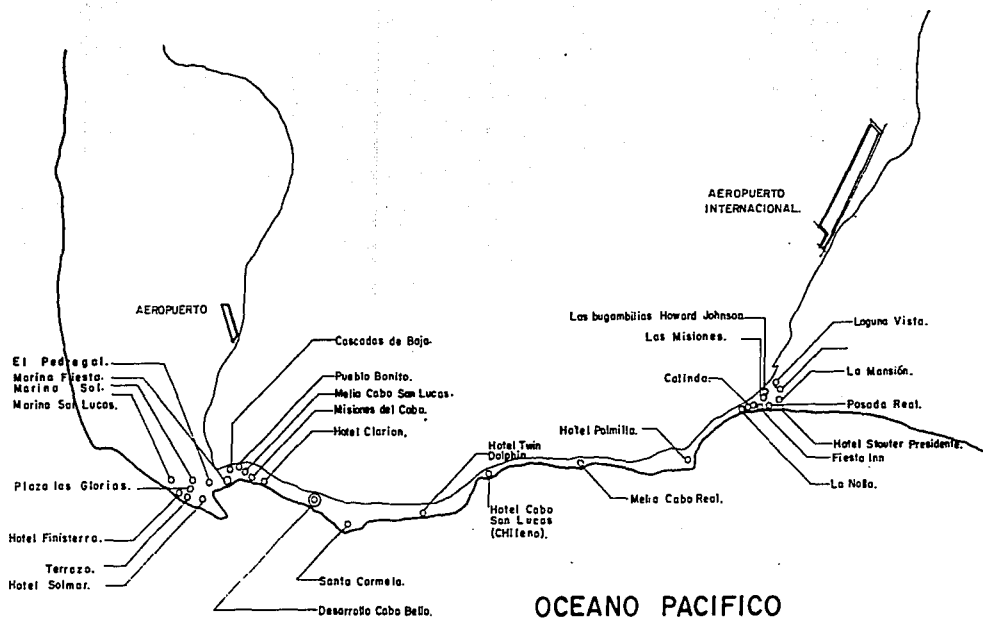 AEROPUERTO
INTERNACIONAL.
AEROPUERTO
Las bugambilias Howard Johnson
Laguna Vista.
Las Misiones.
La Mansión.
Calinda.
Posada Real.
Hotel Stouter Presidente.
Fiesta Inn
La Nolla.
Cascadas de Baja.
El Pedregal.
Marina Fiesta.
Marina Sol.
Marina San Lucas.
Pueblo Bonito.
Melia Cabo San Lucas.
Misiones del Cabo.
Hotel Clarion.
Hotel Twin
Dolphin
Hotel Palmilla.
Plaza las Glorias.
Hotel Cabo
San Lucas
(CHileno).
Melia Cabo Real.
Hotel Finisterra.
Terrazo.
Hotel Solmar.
Santa Carmela.
Desarrollo Cabo Bello.
OCEANO PACIFICO